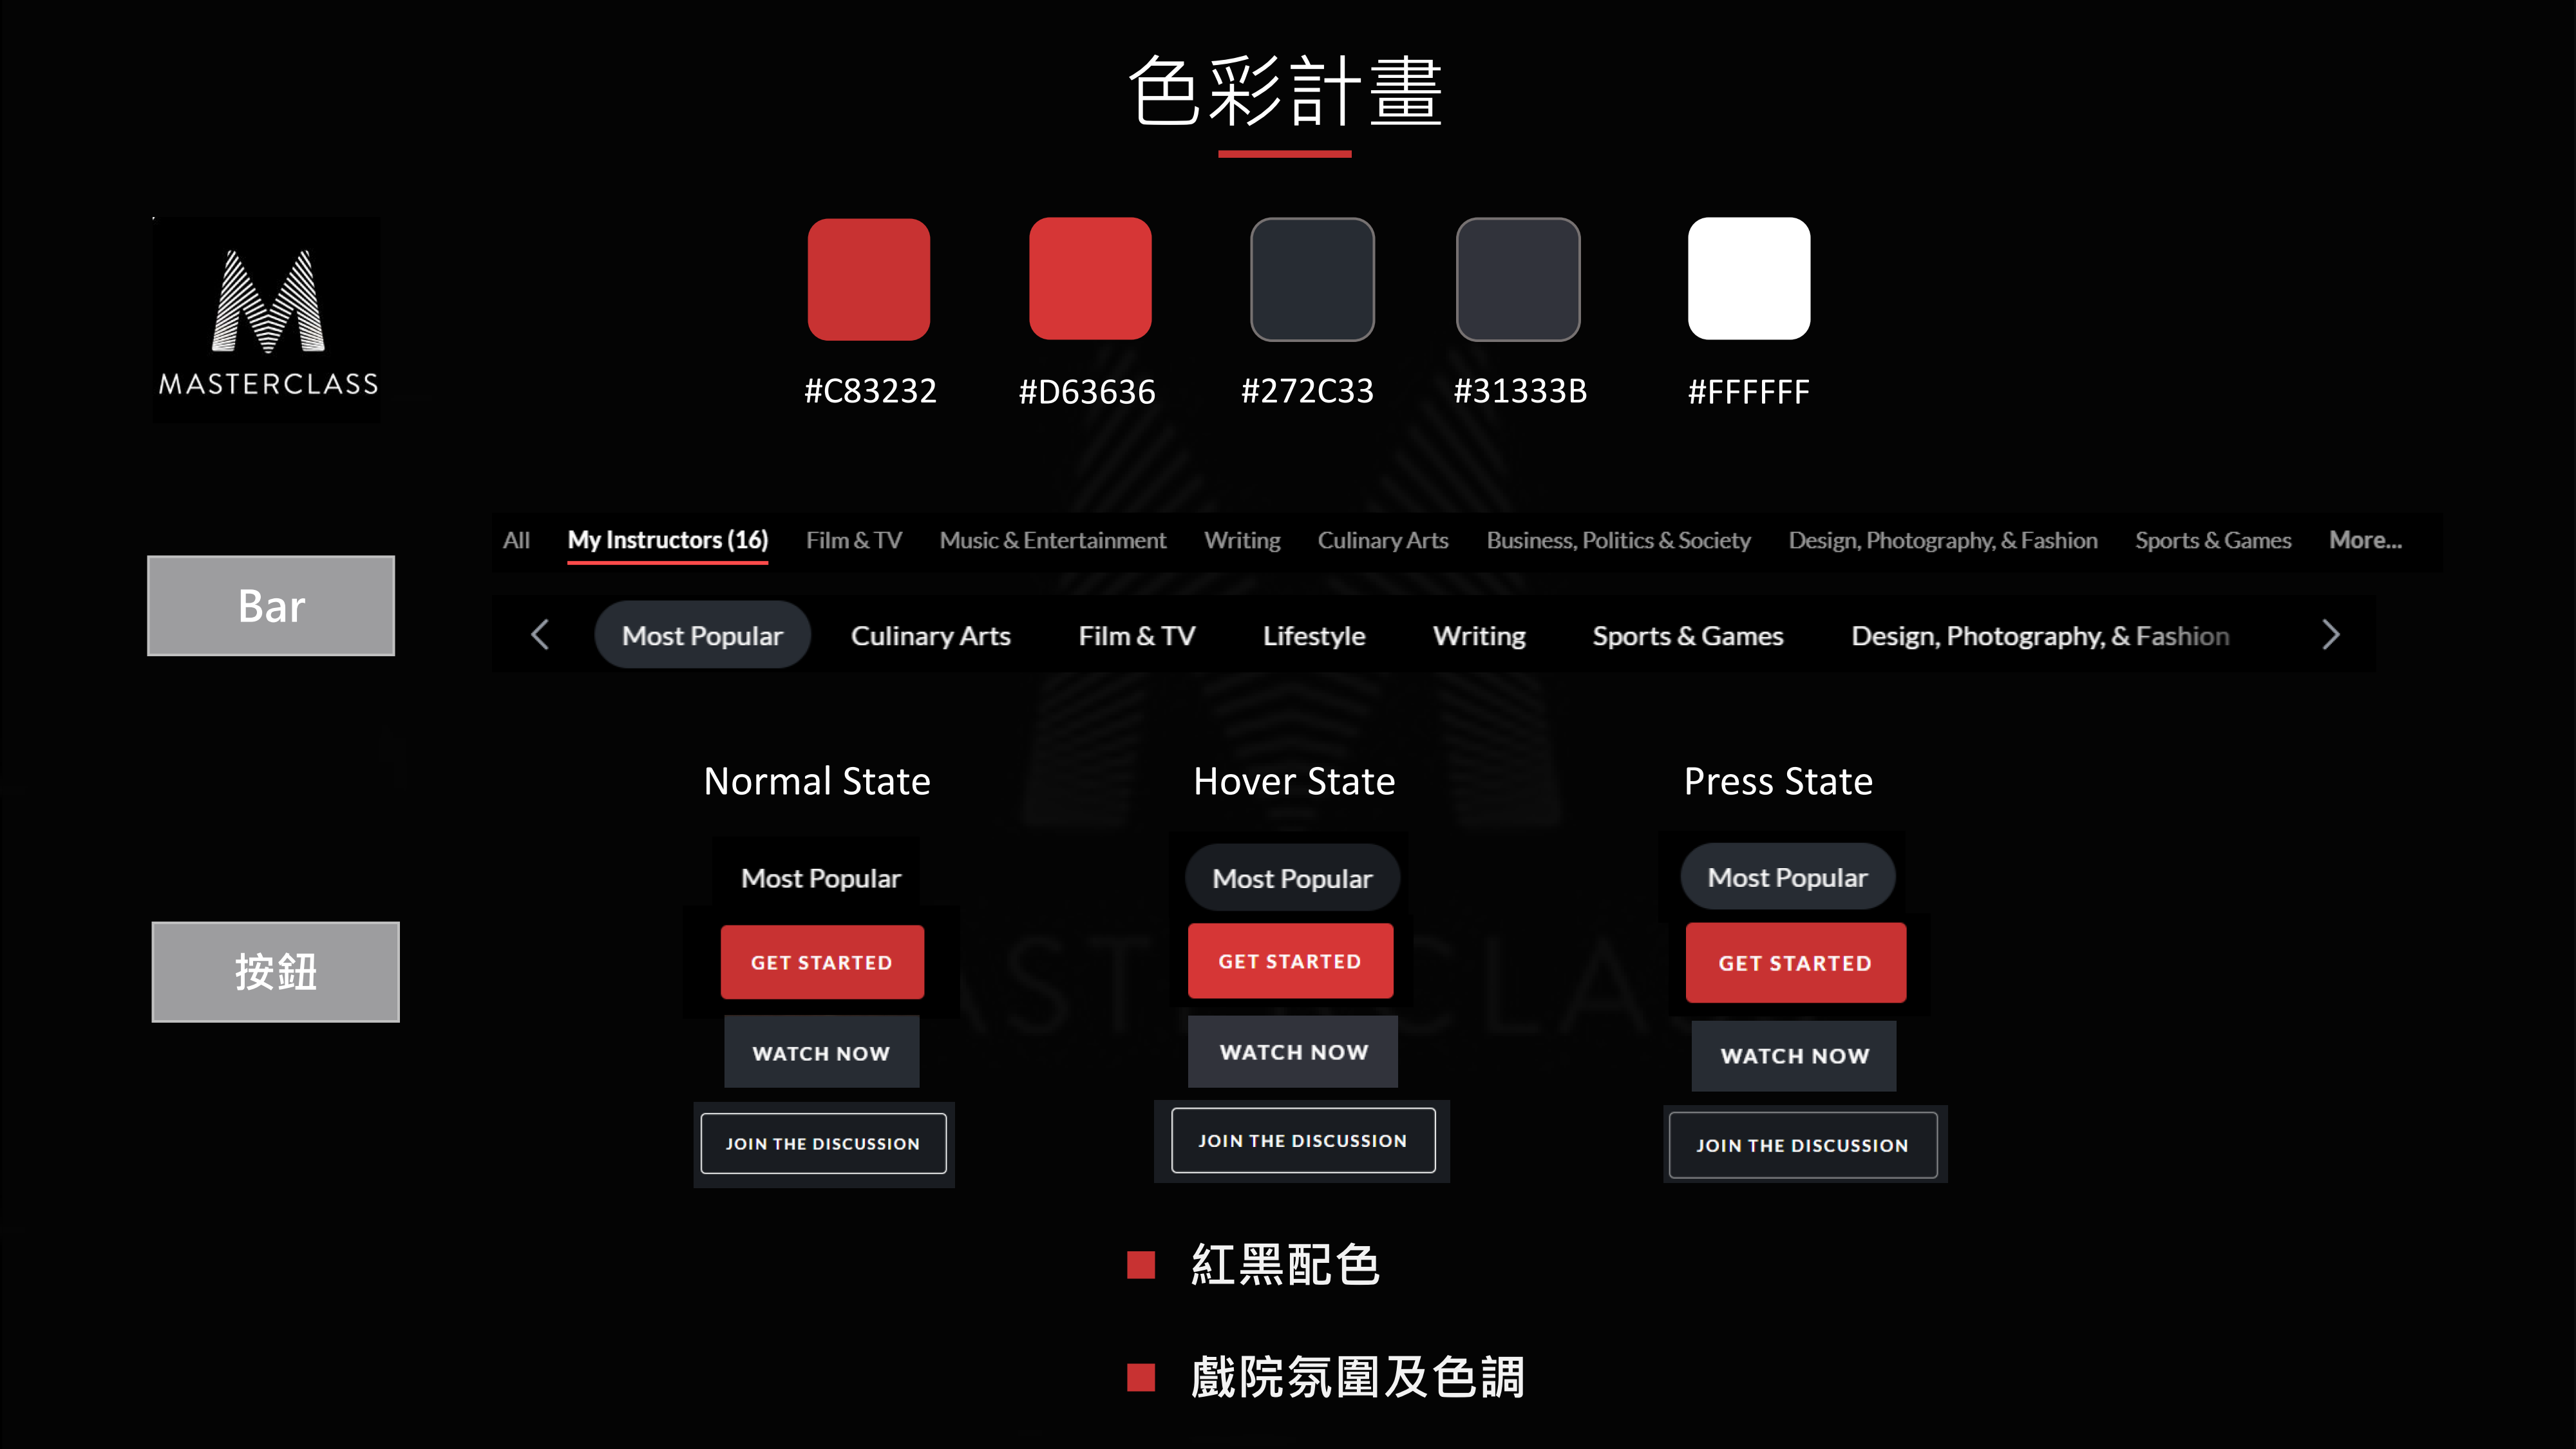 色彩計畫
MASTERCLASS
#C83232 #D63636 #272C33 #31333B #FFFFFF
Bar
All My Instructors (16) Film & TV Music & Entertainment Writing Culinary Arts Business, Politics & Society Design, Photography, & Fashion Sports & Games More...
Most Popular Culinary Arts Film & TV Lifestyle Writing Sports & Games Design, Photography, & Fashion
Normal State Hover State Press State
按鈕
Most Popular Most Popular Most Popular
GET STARTED GET STARTED GET STARTED
WATCH NOW WATCH NOW WATCH NOW
JOIN THE DISCUSSION JOIN THE DISCUSSION JOIN THE DISCUSSION
紅黑配色
戲院氛圍及色調